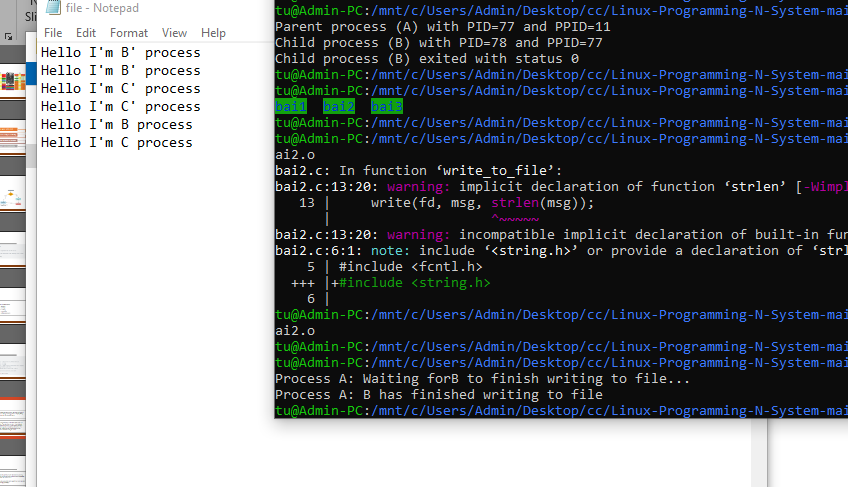 file - Notepad
File Edit Format View Help
Hello I'm B' process
Hello I'm B' process
Hello I'm C' process
Hello I'm C' process
Hello I'm B process
Hello I'm C process
tu@Admin-PC:/mnt/c/Users/Admin/Desktop/cc/Linux-Programming-N-System-mai
Parent process (A) with PID=77 and PPID=11
Child process (B) with PID=78 and PPID=77
Child process (B) exited with status 0
tu@Admin-PC:/mnt/c/Users/Admin/Desktop/cc/Linux-Programming-N-System-mai
tu@Admin-PC:/mnt/c/Users/Admin/Desktop/cc/Linux-Programming-N-System-mai
bai1 bai2 bai3
tu@Admin-PC:/mnt/c/Users/Admin/Desktop/cc/Linux-Programming-N-System-mai
tu@Admin-PC:/mnt/c/Users/Admin/Desktop/cc/Linux-Programming-N-System-mai
ai2.o
bai2.c: In function ‘write_to_file’:
bai2.c:13:20: warning: implicit declaration of function ‘strlen’ [-Wimpl
13 | write(fd, msg, strlen(msg));
| ^~~~~~
bai2.c:13:20: warning: incompatible implicit declaration of built-in fun
bai2.c:6:1: note: include ‘<string.h>’ or provide a declaration of ‘strl
5 | #include <fcntl.h>
+++ |+#include <string.h>
6 |
tu@Admin-PC:/mnt/c/Users/Admin/Desktop/cc/Linux-Programming-N-System-mai
ai2.o
tu@Admin-PC:/mnt/c/Users/Admin/Desktop/cc/Linux-Programming-N-System-mai
tu@Admin-PC:/mnt/c/Users/Admin/Desktop/cc/Linux-Programming-N-System-mai
Process A: Waiting forB to finish writing to file...
Process A: B has finished writing to file
tu@Admin-PC:/mnt/c/Users/Admin/Desktop/cc/Linux-Programming-N-System-mai